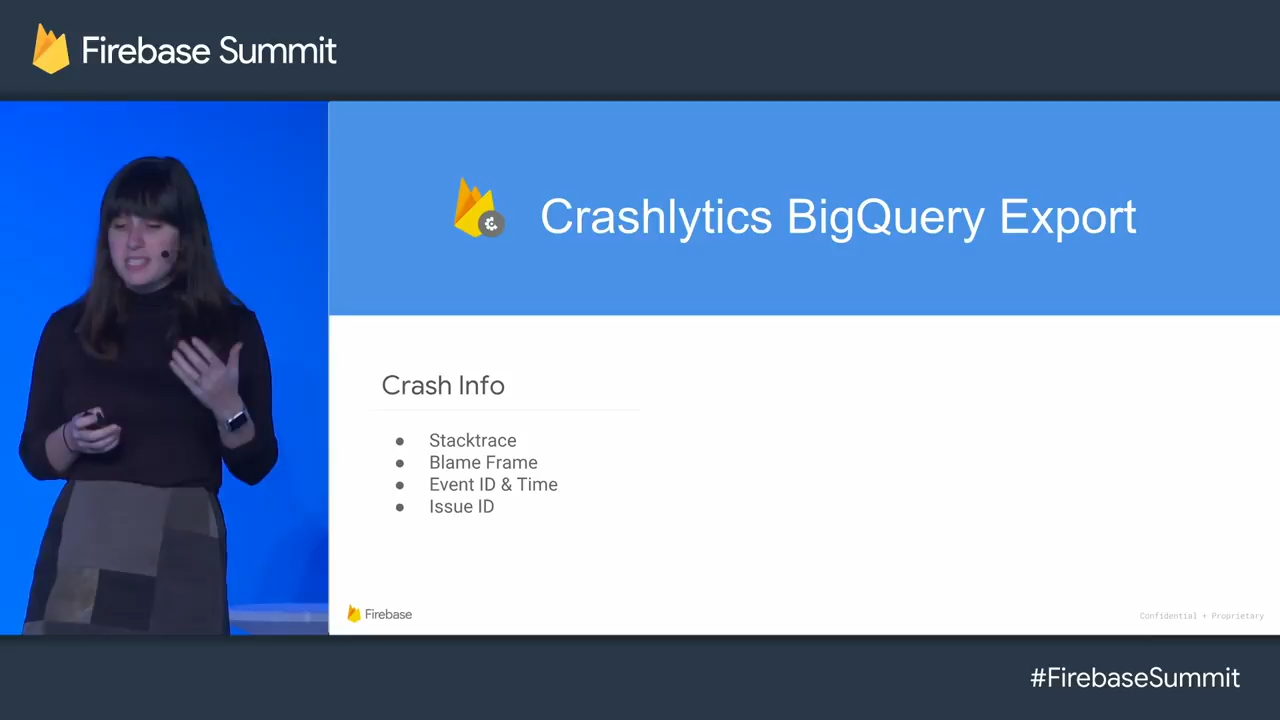 Firebase Summit
Crashlytics BigQuery Export
Crash Info
● Stacktrace
● Blame Frame
● Event ID & Time
● Issue ID
Firebase
Confidential + Proprietary
#FirebaseSummit